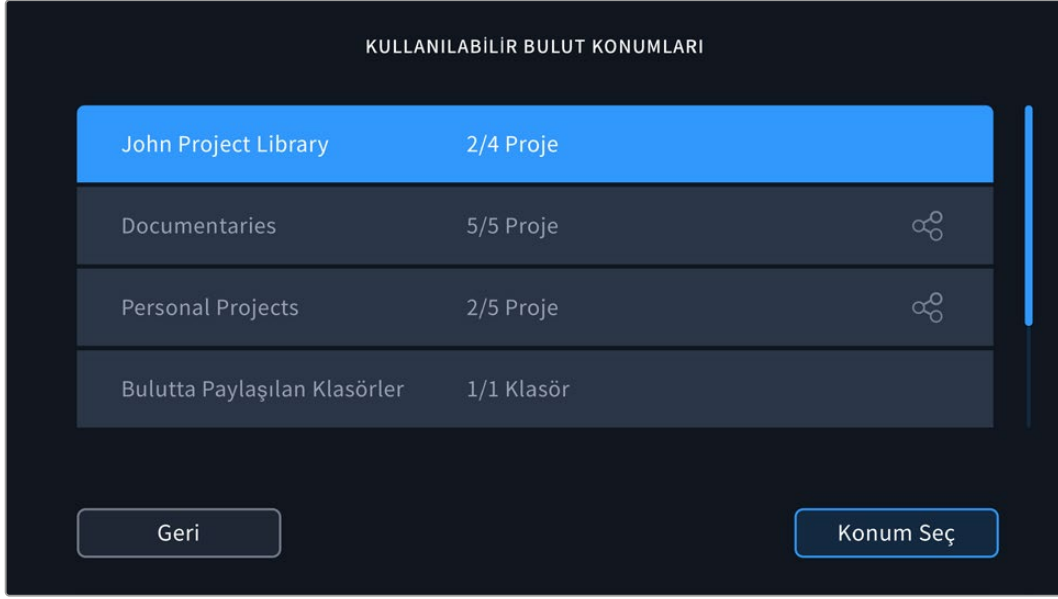 KULLANILABİLİR BULUT KONUMLARI
John Project Library 2/4 Proje
Documentaries 5/5 Proje
Personal Projects 2/5 Proje
Bulutta Paylaşılan Klasörler 1/1 Klasör
Geri Konum Seç